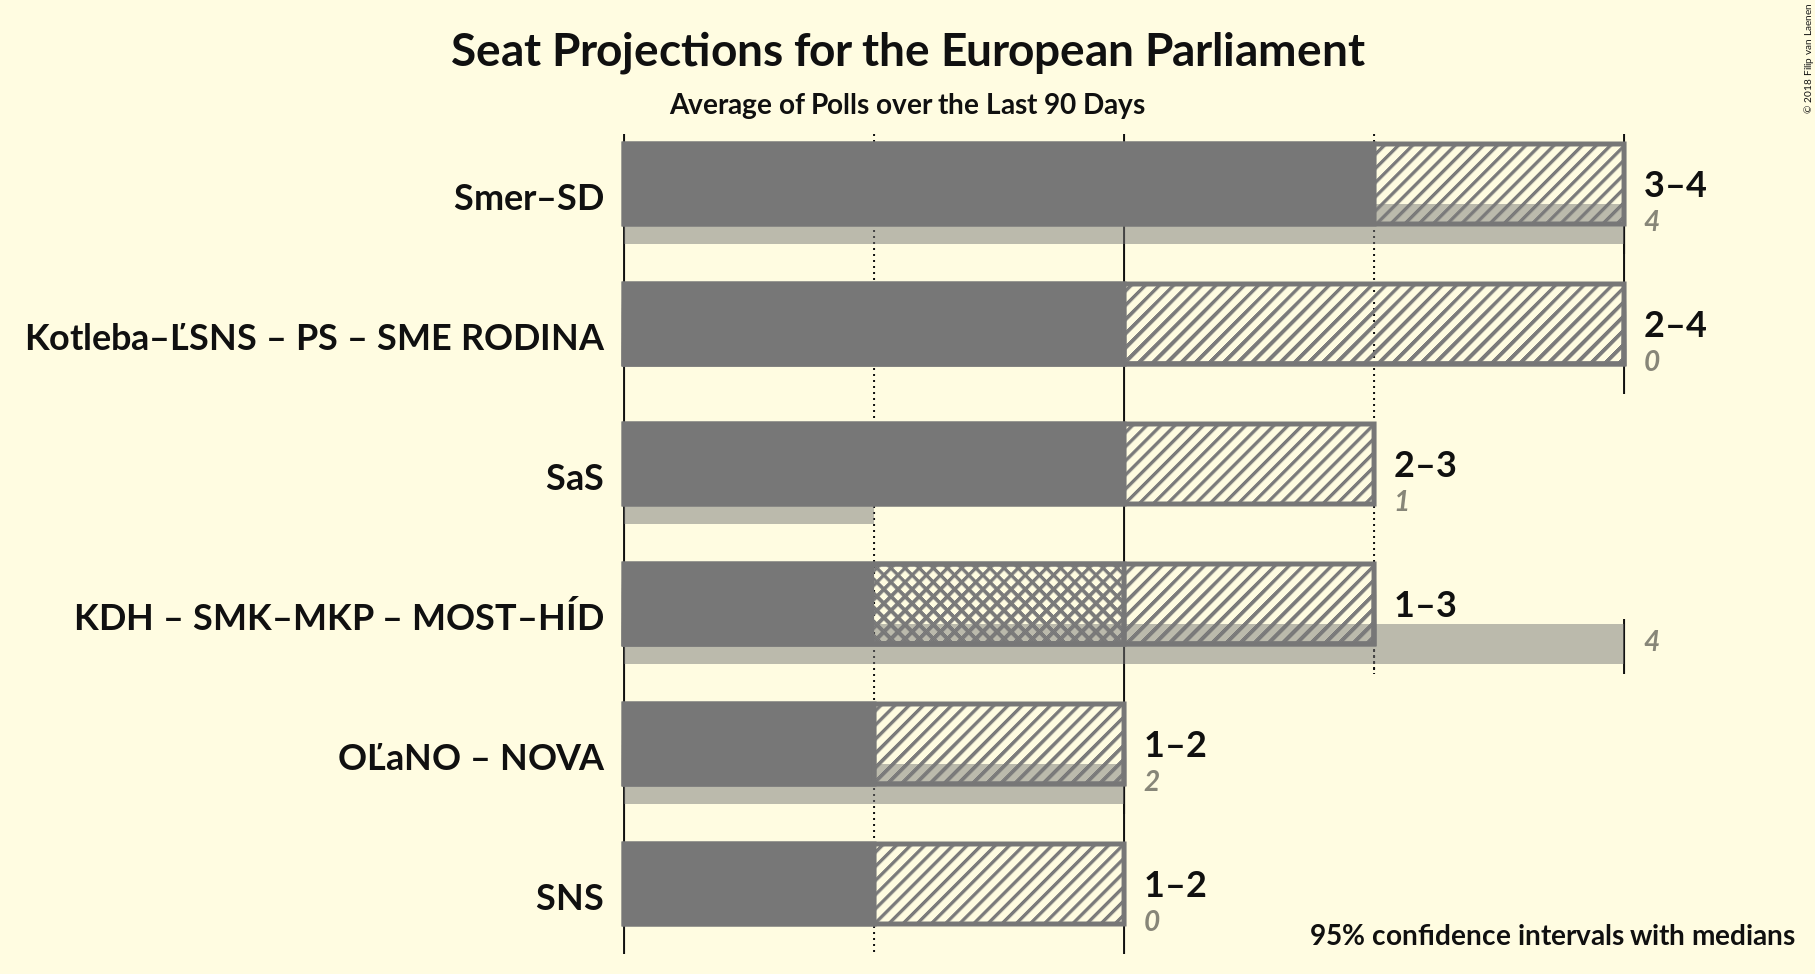 Seat Projections for the European Parliament
Average of Polls over the Last 90 Days
© 2018 Filip van Laenen
Smer–SD
3–4
4
Kotleba–ĽSNS – PS – SME RODINA
2–4
0
SaS
2–3
1
KDH – SMK–MKP – MOST–HÍD
1–3
4
OĽaNO – NOVA
1–2
2
SNS
1–2
0
95% confidence intervals with medians